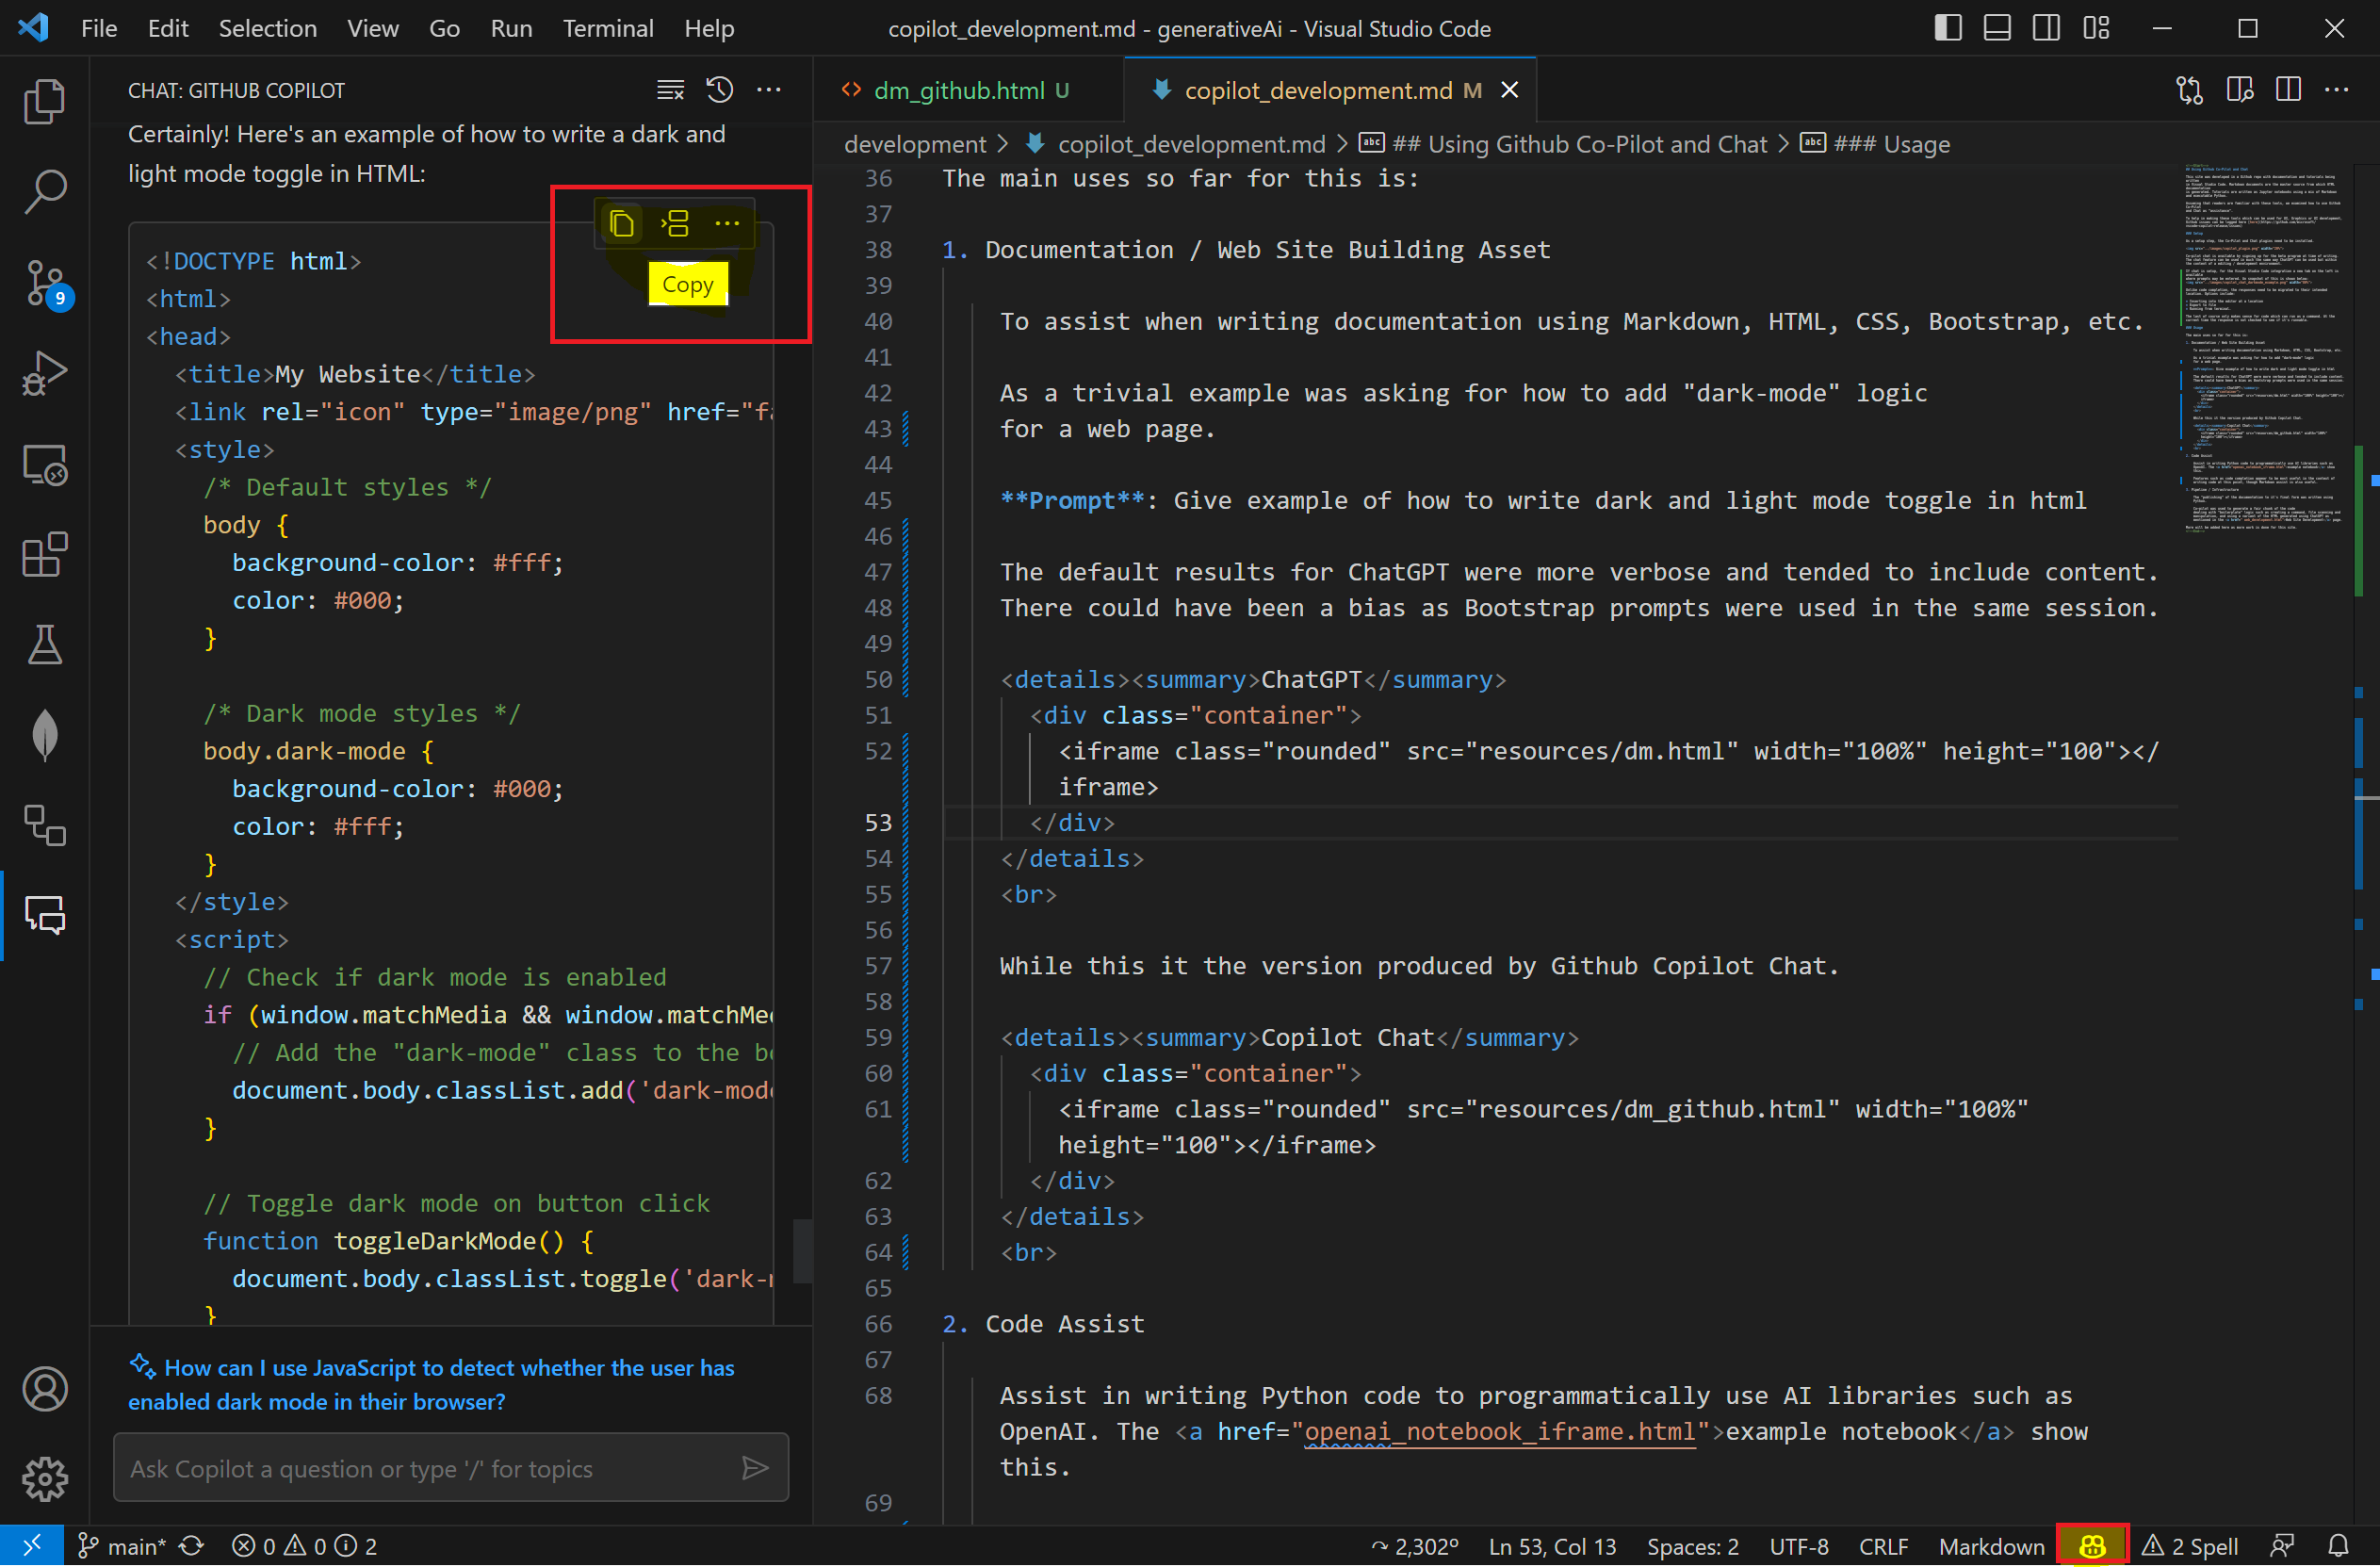 File Edit Selection View Go Run Terminal Help
copilot_development.md - generativeAi - Visual Studio Code
CHAT: GITHUB COPILOT
Certainly! Here's an example of how to write a dark and
light mode toggle in HTML:
Copy
<!DOCTYPE html>
<html>
<head>
<title>My Website</title>
<link rel="icon" type="image/png" href="fa
<style>
/* Default styles */
body {
background-color: #fff;
color: #000;
}
/* Dark mode styles */
body.dark-mode {
background-color: #000;
color: #fff;
}
</style>
<script>
// Check if dark mode is enabled
if (window.matchMedia && window.matchMed
// Add the "dark-mode" class to the bo
document.body.classList.add('dark-mode
}
// Toggle dark mode on button click
function toggleDarkMode() {
document.body.classList.toggle('dark-m
}
How can I use JavaScript to detect whether the user has
enabled dark mode in their browser?
Ask Copilot a question or type '/' for topics
9
dm_github.html U
copilot_development.md M
development > copilot_development.md > ## Using Github Co-Pilot and Chat > ### Usage
36 The main uses so far for this is:
37
38 1. Documentation / Web Site Building Asset
39
40 To assist when writing documentation using Markdown, HTML, CSS, Bootstrap, etc.
41
42 As a trivial example was asking for how to add "dark-mode" logic
43 for a web page.
44
45 **Prompt**: Give example of how to write dark and light mode toggle in html
46
47 The default results for ChatGPT were more verbose and tended to include content.
48 There could have been a bias as Bootstrap prompts were used in the same session.
49
50 <details><summary>ChatGPT</summary>
51 <div class="container">
52 <iframe class="rounded" src="resources/dm.html" width="100%" height="100"></
iframe>
53 </div>
54 </details>
55 <br>
56
57 While this it the version produced by Github Copilot Chat.
58
59 <details><summary>Copilot Chat</summary>
60 <div class="container">
61 <iframe class="rounded" src="resources/dm_github.html" width="100%"
height="100"></iframe>
62 </div>
63 </details>
64 <br>
65
66 2. Code Assist
67
68 Assist in writing Python code to programmatically use AI libraries such as
OpenAI. The <a href="openai_notebook_iframe.html">example notebook</a> show
this.
69
main* 0 0 2
2,302º Ln 53, Col 13 Spaces: 2 UTF-8 CRLF Markdown 2 Spell